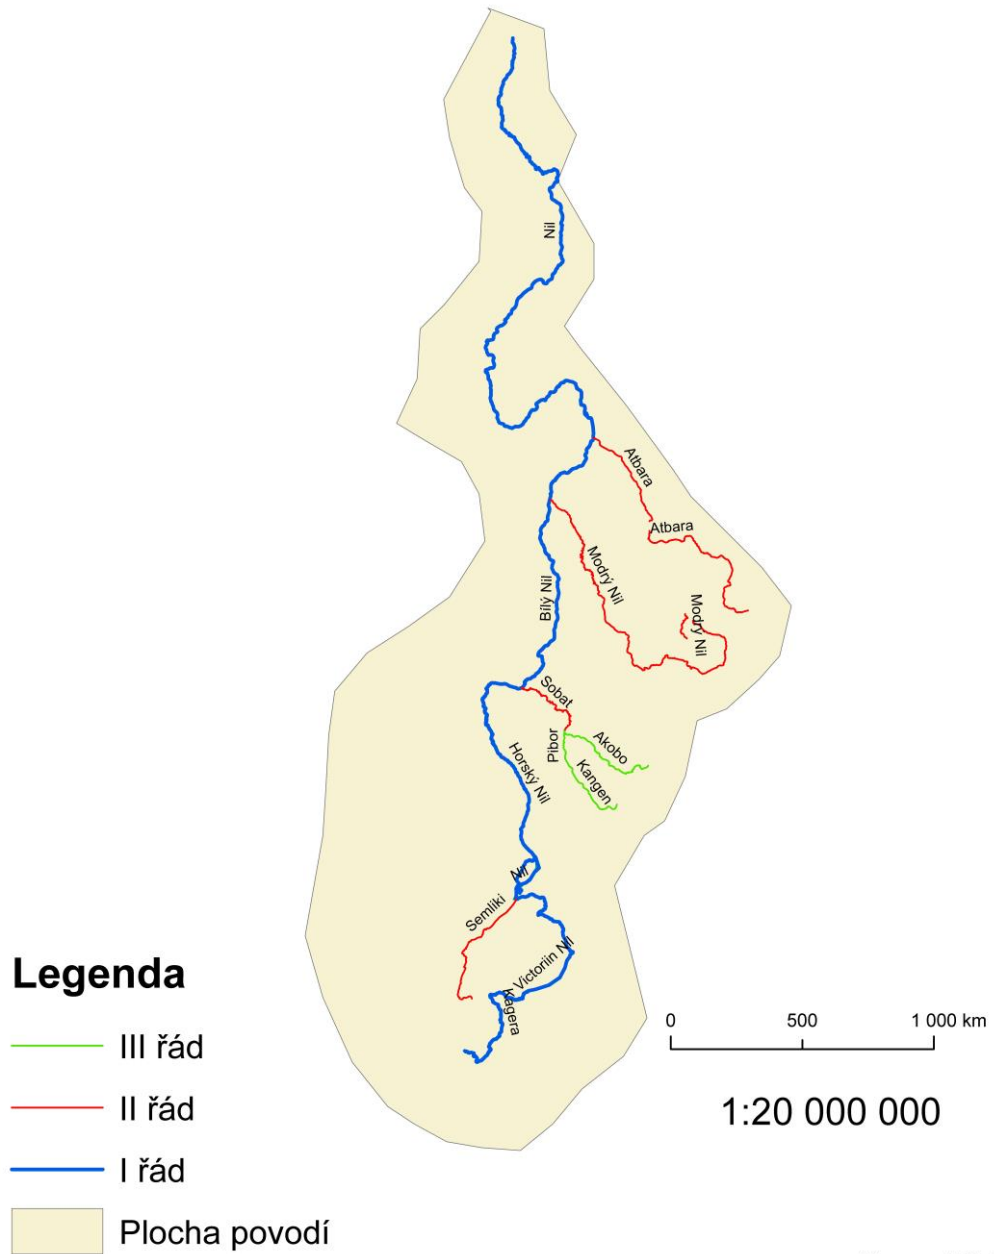 Nil
Atbara
Atbara
Modrý Nil
Bílý Nil
Modrý Nil
Sobat
Pibor
Akobo
Kangen
Horský Nil
Nil
Semliki
Victoriin Nil
Kagera
Legenda
III řád
II řád
I řád
Plocha povodí
0 500 1 000 km
1:20 000 000